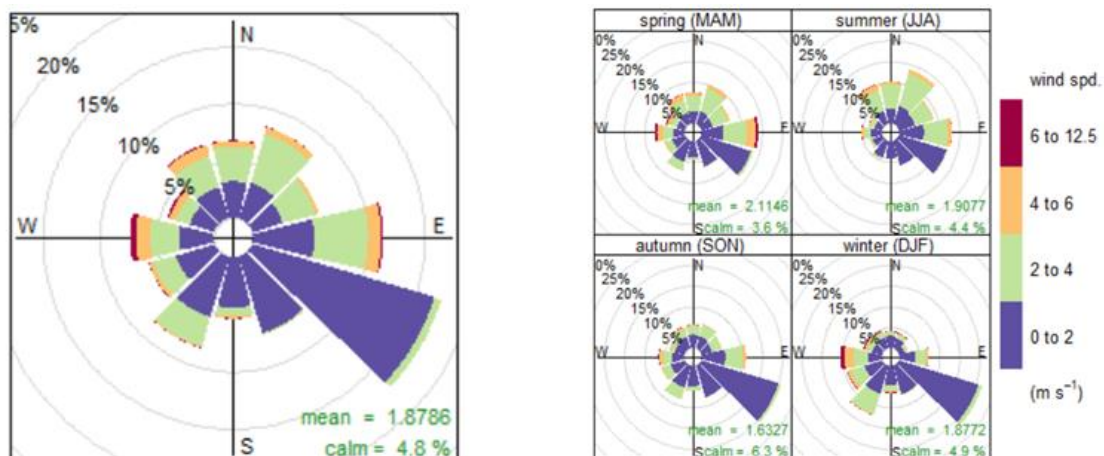 5%
20%
15%
10%
5%
N
W
E
S
mean = 1.8786
calm = 4.8 %
spring (MAM)
0%
25%
20%
15%
10%
5%
N
W
E
S
mean = 2.1146
calm = 3.6 %
summer (JJA)
0%
25%
20%
15%
10%
5%
N
W
E
S
mean = 1.9077
calm = 4.4 %
autumn (SON)
0%
25%
20%
15%
10%
5%
N
W
E
S
mean = 1.6327
calm = 6.3 %
winter (DJF)
0%
25%
20%
15%
10%
5%
N
W
E
S
mean = 1.8772
calm = 4.9 %
wind spd.
6 to 12.5
4 to 6
2 to 4
0 to 2
(m s⁻¹)